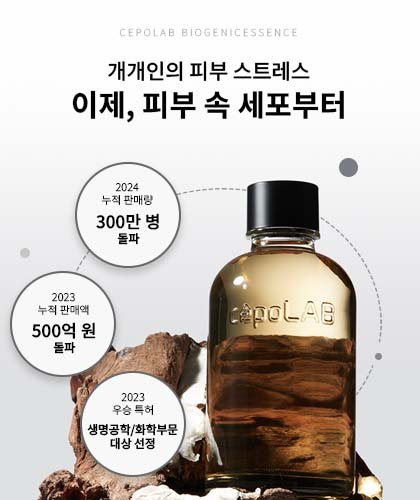 CEPOLAB BIOGENICESSENCE
개개인의 피부 스트레스
이제, 피부 속 세포부터
2024
누적 판매량
300만 병
돌파
2023
누적 판매액
500억 원
돌파
cepoLAB
2023
우승 특허
생명공학/화학부문
대상 선정